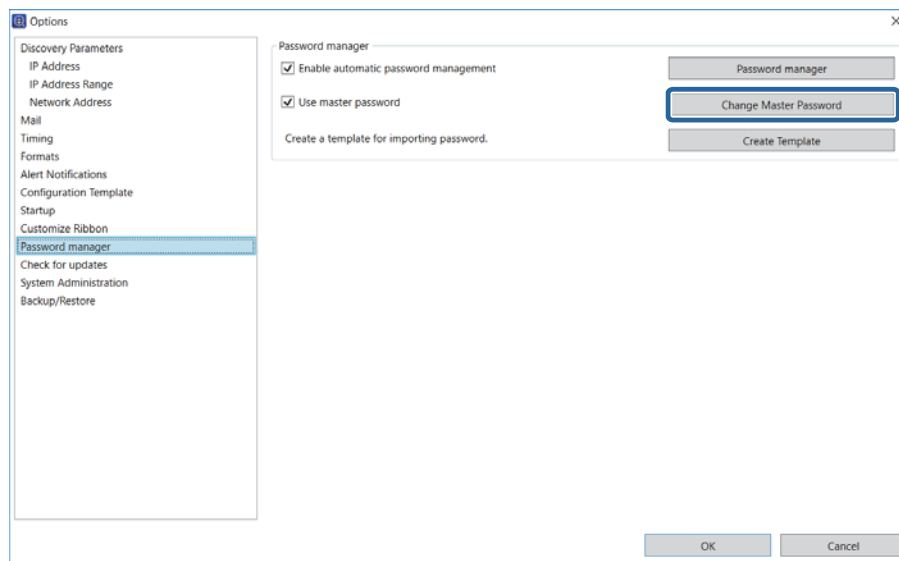 Options
Discovery Parameters
IP Address
IP Address Range
Network Address
Mail
Timing
Formats
Alert Notifications
Configuration Template
Startup
Customize Ribbon
Password manager
Check for updates
System Administration
Backup/Restore
Password manager
Enable automatic password management
Password manager
Use master password
Change Master Password
Create a template for importing password.
Create Template
OK
Cancel